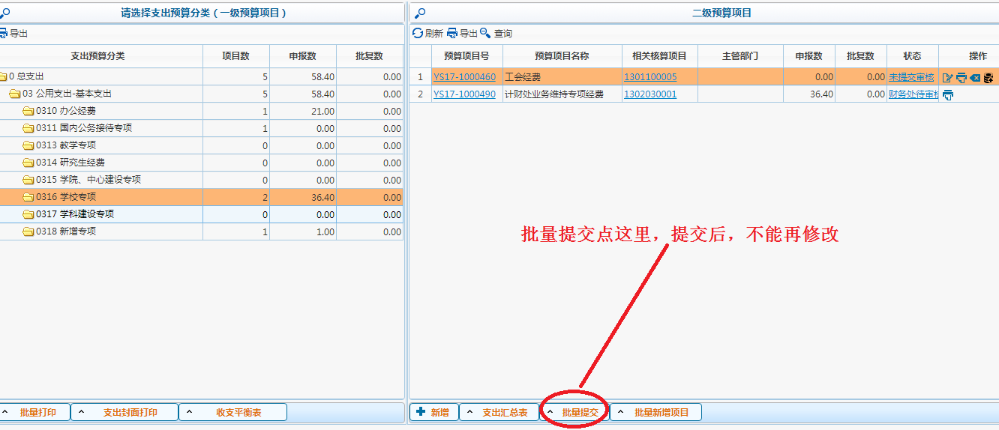 请选择支出预算分类（一级预算项目）
导出
支出预算分类 项目数 申报数 批复数
0 总支出 5 58.40 0.00
03 公用支出-基本支出 5 58.40 0.00
0310 办公经费 1 21.00 0.00
0311 国内公务接待专项 1 0.00 0.00
0313 教学专项 0 0.00 0.00
0314 研究生经费 0 0.00 0.00
0315 学院、中心建设专项 0 0.00 0.00
0316 学校专项 2 36.40 0.00
0317 学科建设专项 0 0.00 0.00
0318 新增专项 1 1.00 0.00
批量打印 支出封面打印 收支平衡表
二级预算项目
刷新 导出 查询
预算项目号 预算项目名称 相关核算项目 主管部门 申报数 批复数 状态 操作
1 YS17-1000460 工会经费 1301100005 0.00 0.00 未提交审核
2 YS17-1000490 计财处业务维持专项经费 1302030001 36.40 0.00 财务处待审核
批量提交点这里，提交后，不能再修改
新增 支出汇总表 批量提交 批量新增项目